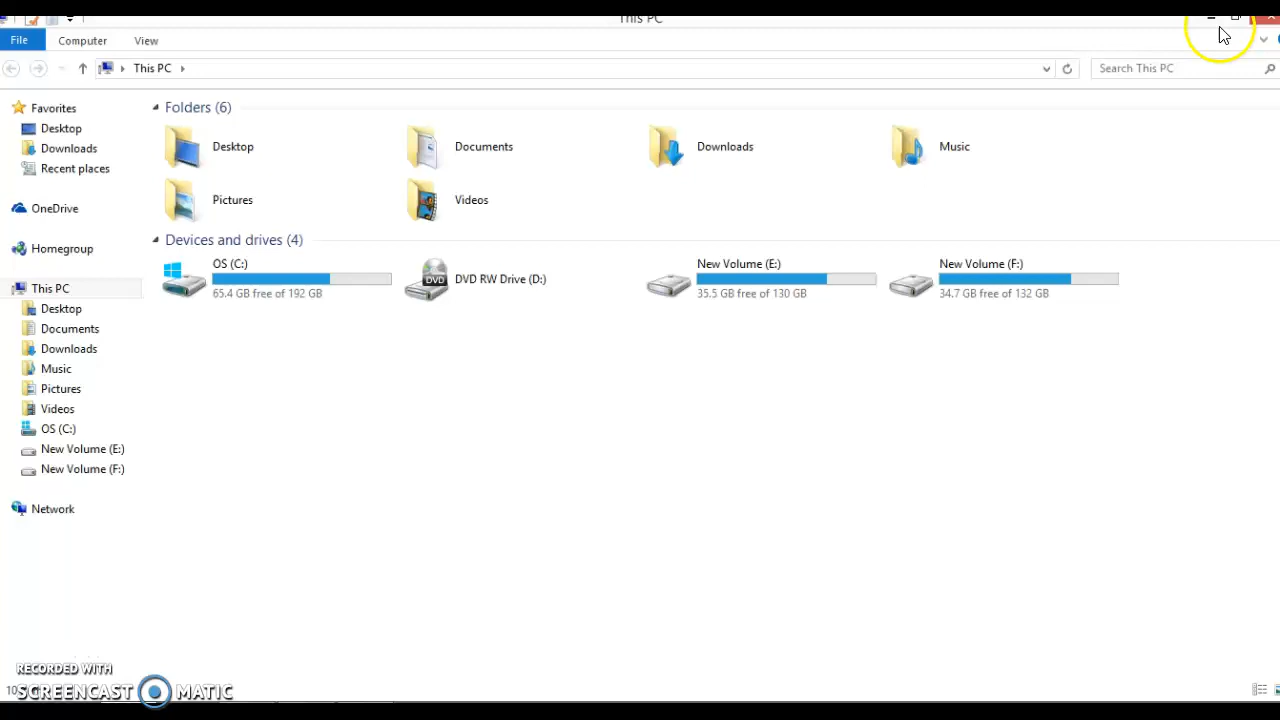 This PC
File Computer View
This PC
Search This PC
Favorites
Desktop
Downloads
Recent places
OneDrive
Homegroup
This PC
Desktop
Documents
Downloads
Music
Pictures
Videos
OS (C:)
New Volume (E:)
New Volume (F:)
Network
Folders (6)
Desktop
Documents
Downloads
Music
Pictures
Videos
Devices and drives (4)
OS (C:)
65.4 GB free of 192 GB
DVD
DVD RW Drive (D:)
New Volume (E:)
35.5 GB free of 130 GB
New Volume (F:)
34.7 GB free of 132 GB
RECORDED WITH
SCREENCAST MATIC